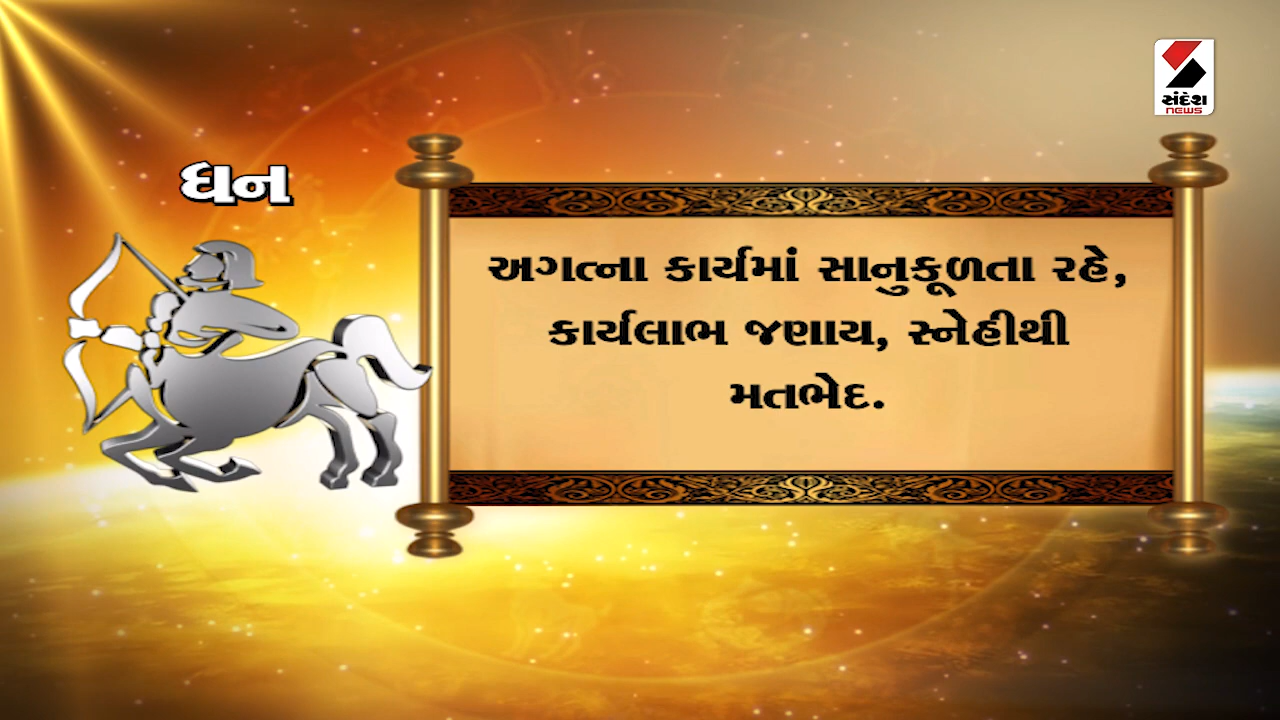 સંદેશ
NEWS
ધન
અગત્ના કાર્યમાં સાનુકૂળતા રહે,
કાર્યલાભ જણાય, સ્નેહીથી
મતભેદ.